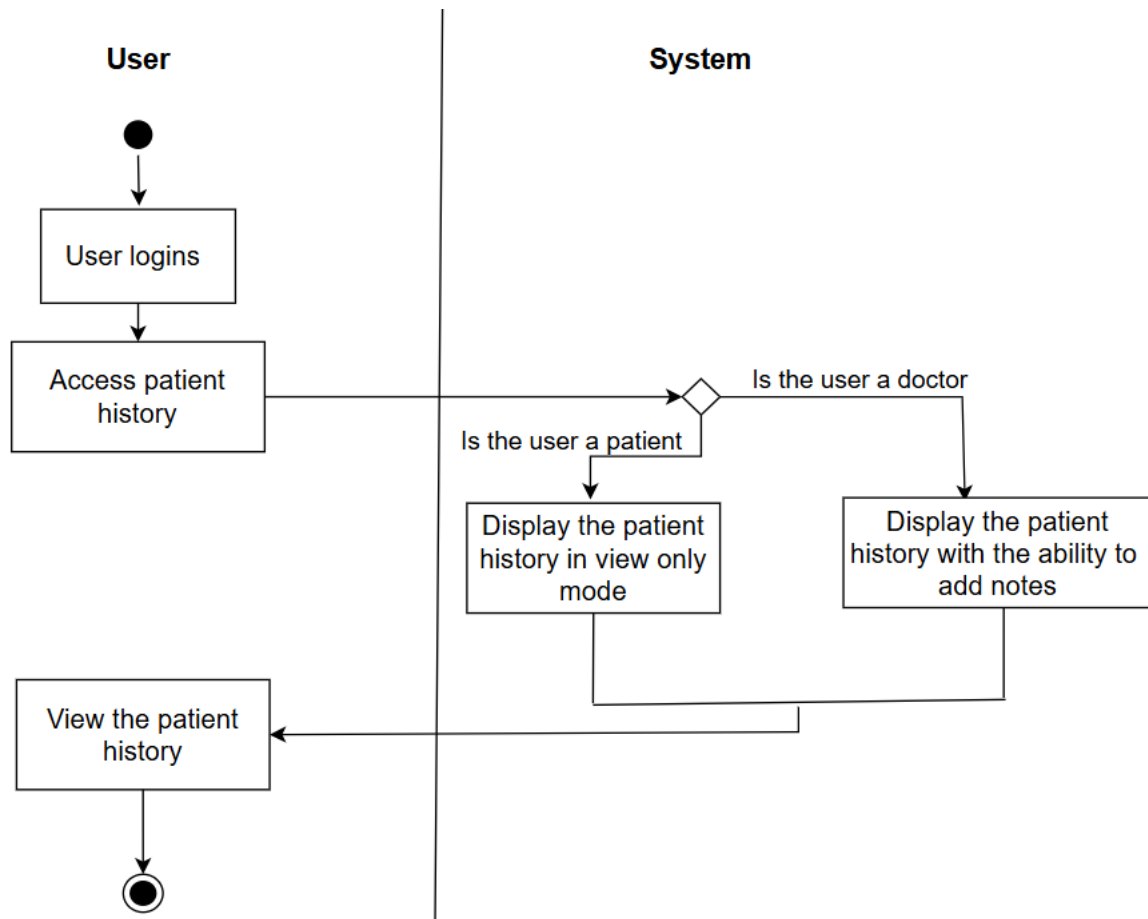 User
System
User logins
Access patient
history
Is the user a doctor
Is the user a patient
Display the patient
history in view only
mode
Display the patient
history with the ability to
add notes
View the patient
history